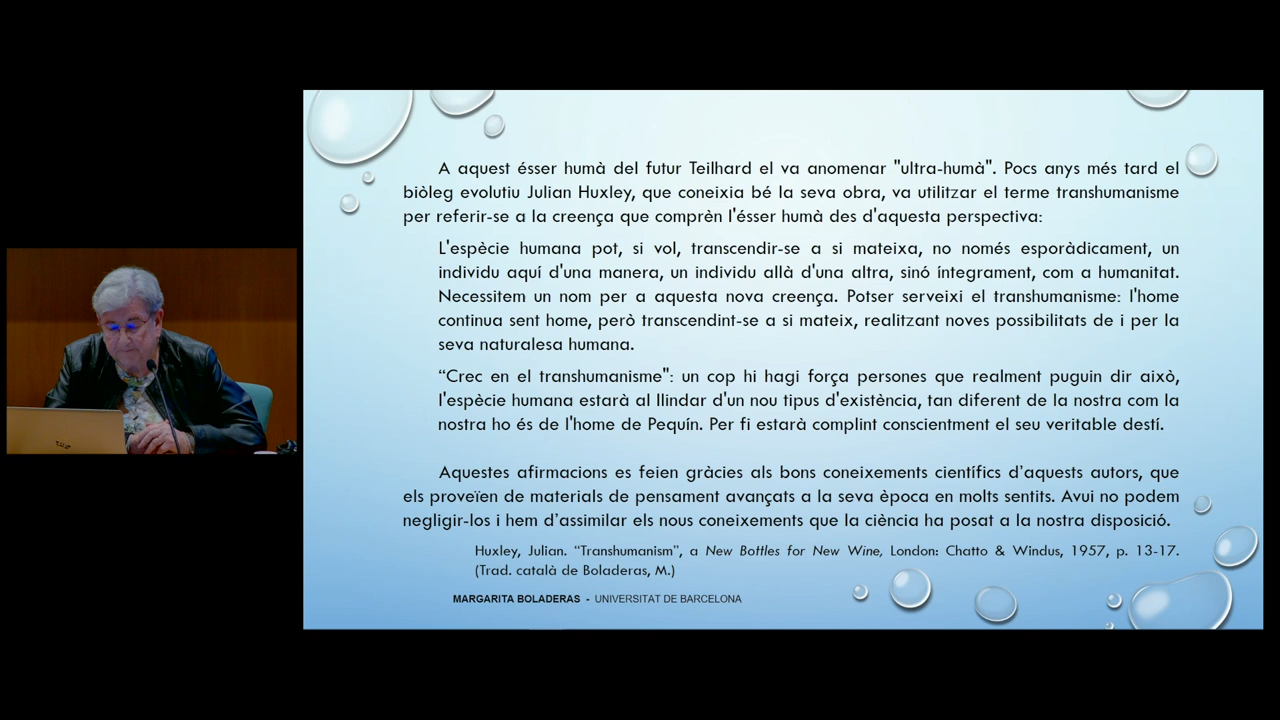 A aquest ésser humà del futur Teilhard el va anomenar "ultra-humà". Pocs anys més tard el
biòleg evolutiu Julian Huxley, que coneixia bé la seva obra, va utilitzar el terme transhumanisme
per referir-se a la creença que comprèn l'ésser humà des d'aquesta perspectiva:
L'espècie humana pot, si vol, transcendir-se a si mateixa, no només esporàdicament, un
individu aquí d'una manera, un individu allà d'una altra, sinó íntegrament, com a humanitat.
Necessitem un nom per a aquesta nova creença. Potser serveixi el transhumanisme: l'home
continua sent home, però transcendint-se a si mateix, realitzant noves possibilitats de i per la
seva naturalesa humana.
“Crec en el transhumanisme": un cop hi hagi força persones que realment puguin dir això,
l'espècie humana estarà al llindar d'un nou tipus d'existència, tan diferent de la nostra com la
nostra ho és de l'home de Pequín. Per fi estarà complint conscientment el seu veritable destí.
Aquestes afirmacions es feien gràcies als bons coneixements científics d’aquests autors, que
els proveïen de materials de pensament avançats a la seva època en molts sentits. Avui no podem
negligir-los i hem d’assimilar els nous coneixements que la ciència ha posat a la nostra disposició.
Huxley, Julian. “Transhumanism”, a New Bottles for New Wine, London: Chatto & Windus, 1957, p. 13-17.
(Trad. català de Boladeras, M.)
MARGARITA BOLADERAS - UNIVERSITAT DE BARCELONA